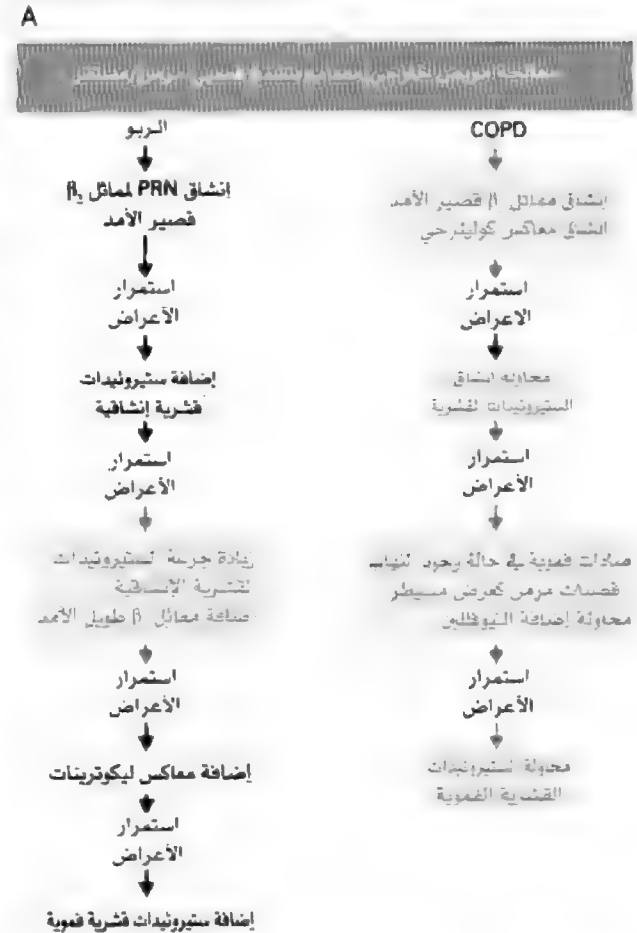 A
الربو
إنشاق PRN لمماثل β₂
قصير الأمد
استمرار
الأعراض
إضافة ستيروئيدات
قشرية إنشاقية
استمرار
الأعراض
زيادة جرعة الستيروئيدات
القشرية الإنشاقية
إضافة مماثل β طويل الأمد
استمرار
الأعراض
إضافة معاكس ليكوترينات
استمرار
الأعراض
إضافة ستيروئيدات قشرية فموية
COPD
إنشاق مماثل β قصير الأمد
إنشاق معاكس كولينرجي
استمرار
الأعراض
محاولة إنشاق
الستيروئيدات القشرية
استمرار
الأعراض
فموية في حالة وجود التهاب
قصبات مزمن كعرض مسيطر
محاولة إضافة التيوفللين
استمرار
الأعراض
محاولة الستيروئيدات
القشرية الفموية